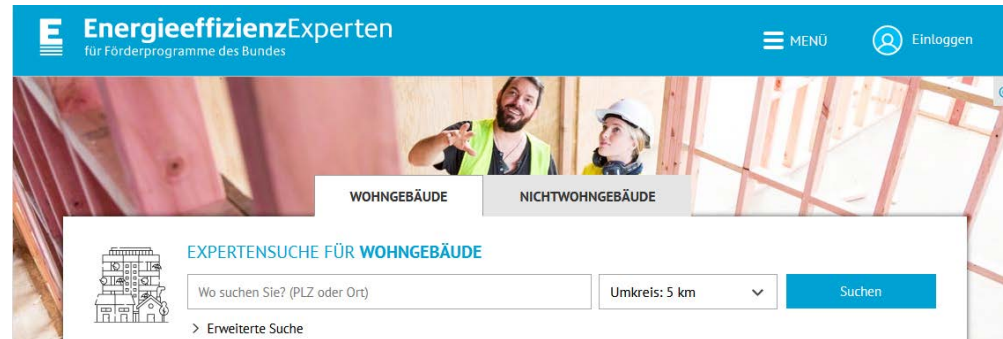 EnergieeffizienzExperten
für Förderprogramme des Bundes
MENÜ
Einloggen
WOHNGEBÄUDE
NICHTWOHNGEBÄUDE
EXPERTENSUCHE FÜR WOHNGEBÄUDE
Wo suchen Sie? (PLZ oder Ort)
Umkreis: 5 km
Suchen
> Erweiterte Suche